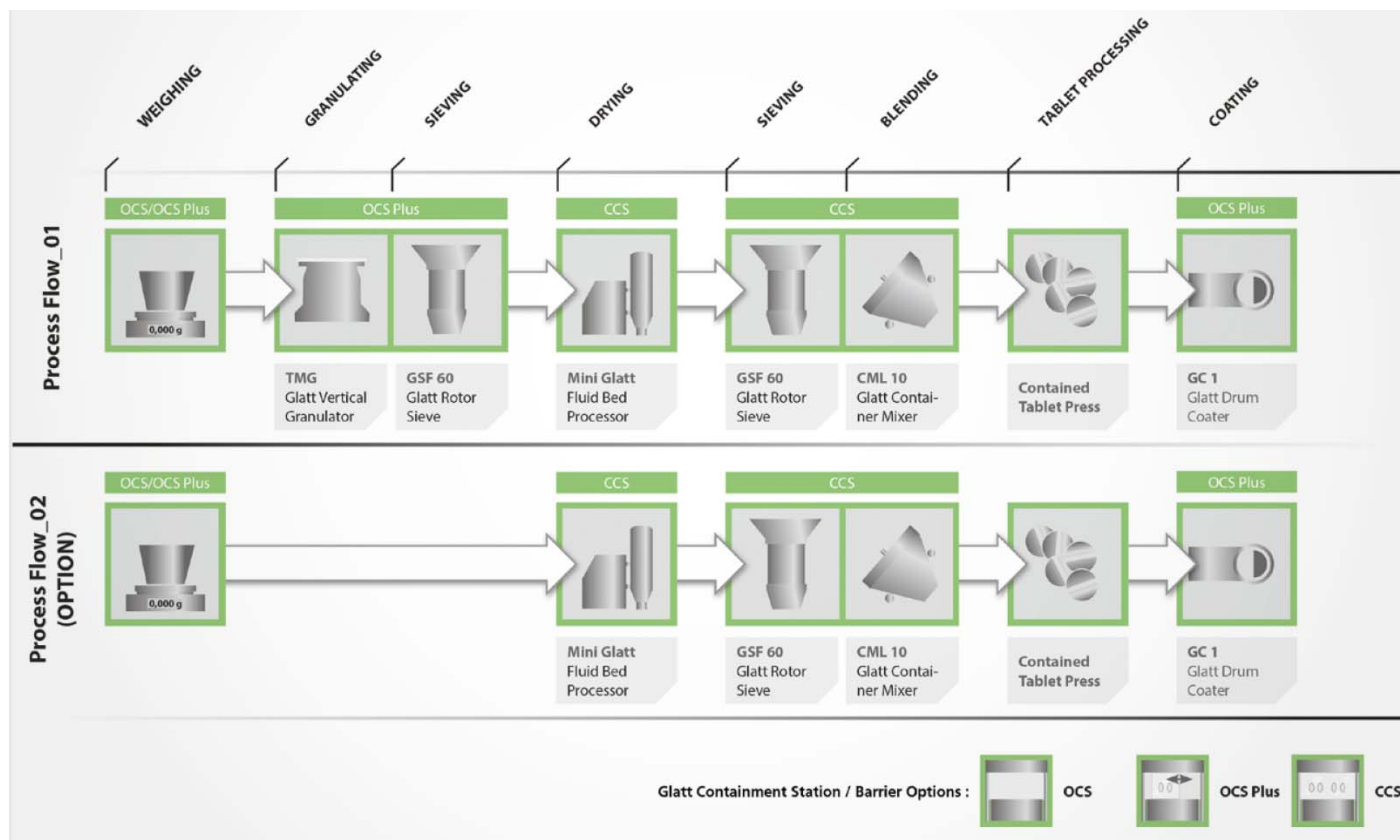 WEIGHING
GRANULATING
SIEVING
DRYING
SIEVING
BLENDING
TABLET PROCESSING
COATING
Process Flow_01
OCS/OCS Plus
OCS Plus
CCS
CCS
OCS Plus
0,000 g
TMG
Glatt Vertical
Granulator
GSF 60
Glatt Rotor
Sieve
Mini Glatt
Fluid Bed
Processor
GSF 60
Glatt Rotor
Sieve
CML 10
Glatt Contai-
ner Mixer
Contained
Tablet Press
GC 1
Glatt Drum
Coater
Process Flow_02
(OPTION)
OCS/OCS Plus
CCS
CCS
OCS Plus
0,000 g
Mini Glatt
Fluid Bed
Processor
GSF 60
Glatt Rotor
Sieve
CML 10
Glatt Contai-
ner Mixer
Contained
Tablet Press
GC 1
Glatt Drum
Coater
Glatt Containment Station / Barrier Options :
OCS
OCS Plus
CCS